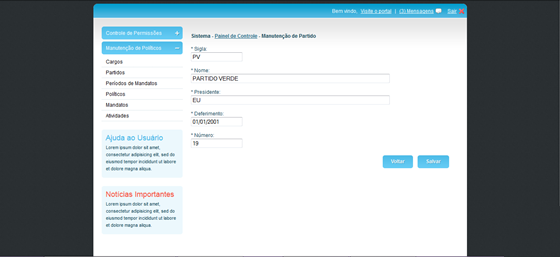 Bem vindo, Visite o portal | (3) Mensagens Sair
Controle de Permissões +
Manutenção de Políticos −
Cargos
Partidos
Períodos de Mandatos
Políticos
Mandatos
Atividades
Ajuda ao Usuário
Lorem ipsum dolor sit amet,
consectetur adipisicing elit, sed do
eiusmod tempor incididunt ut labore
et dolore magna aliqua.
Notícias Importantes
Lorem ipsum dolor sit amet,
consectetur adipisicing elit, sed do
eiusmod tempor incididunt ut labore
et dolore magna aliqua.
Sistema - Painel de Controle - Manutenção de Partido
* Sigla:
PV
* Nome:
PARTIDO VERDE
* Presidente:
EU
* Deferimento:
01/01/2001
* Número:
19
Voltar Salvar